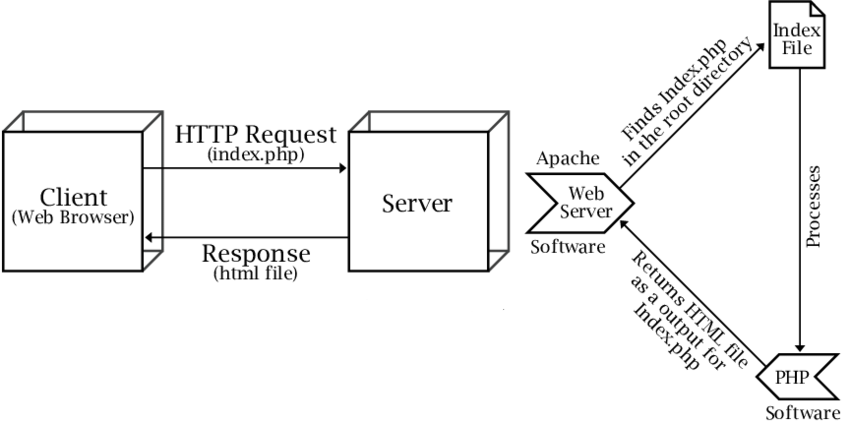 Client
(Web Browser)
HTTP Request
(index.php)
Response
(html file)
Server
Apache
Web
Server
Software
Finds Index.php
in the root directory
Index
File
Processes
PHP
Software
Returns HTML file
as a output for
Index.php